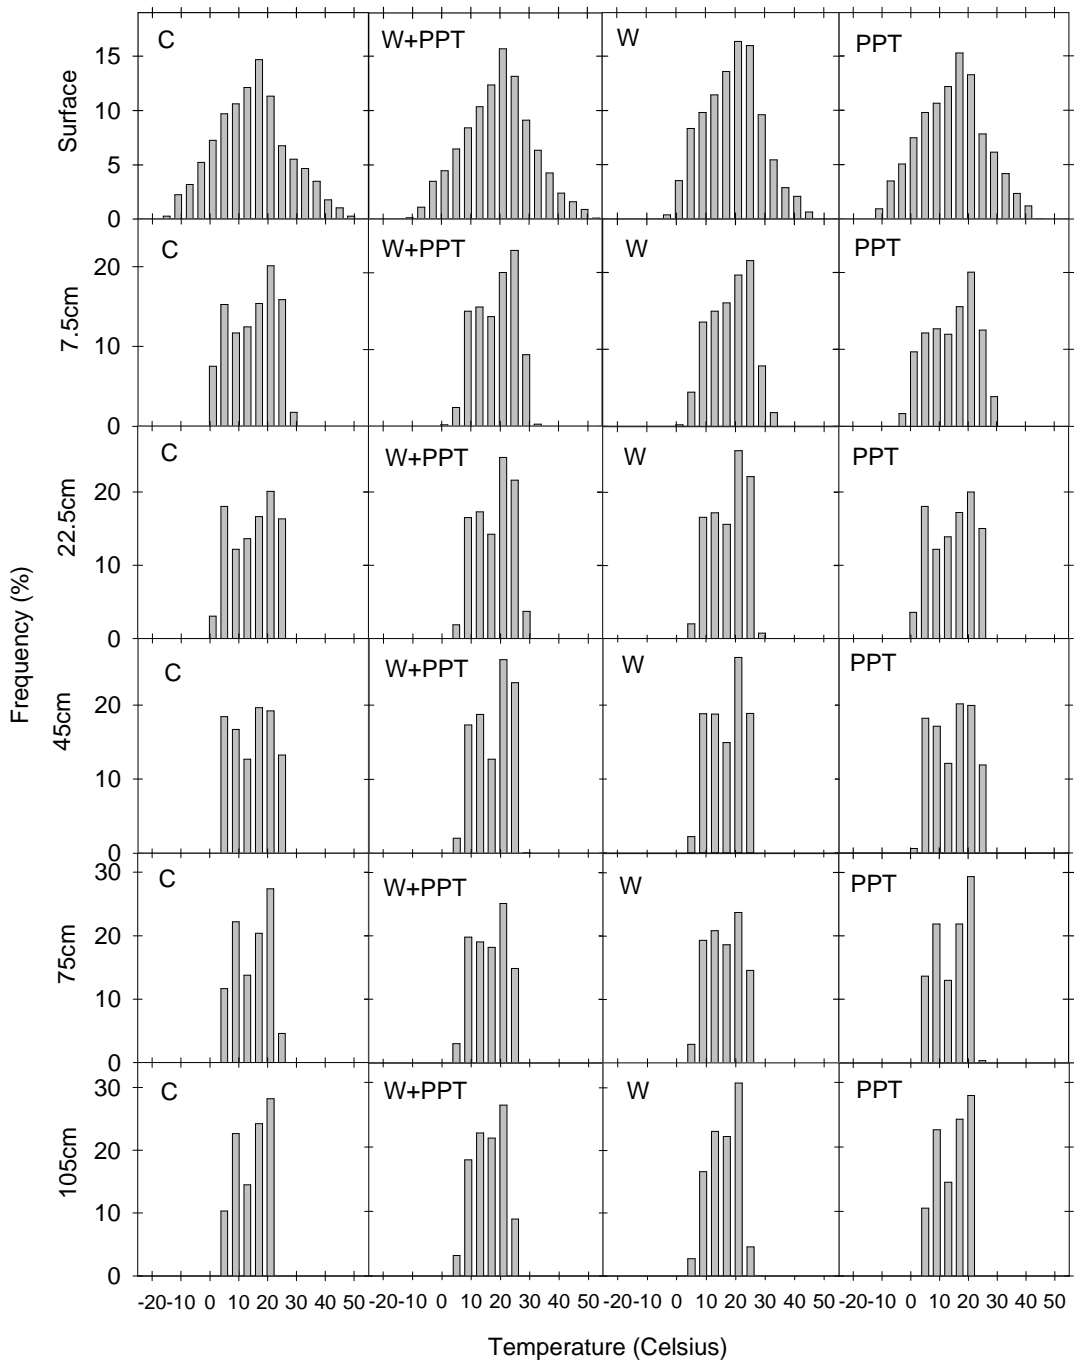 C W+PPT W PPT
Surface
15
10
5
0
C W+PPT W PPT
7.5cm
20
10
0
C W+PPT W PPT
22.5cm
20
10
0
C W+PPT W PPT
45cm
20
10
0
C W+PPT W PPT
75cm
30
20
10
0
C W+PPT W PPT
105cm
30
20
10
0
Frequency (%)
-20-10 0 10 20 30 40 50 -20-10 0 10 20 30 40 50 -20-10 0 10 20 30 40 50 -20-10 0 10 20 30 40 50
Temperature (Celsius)